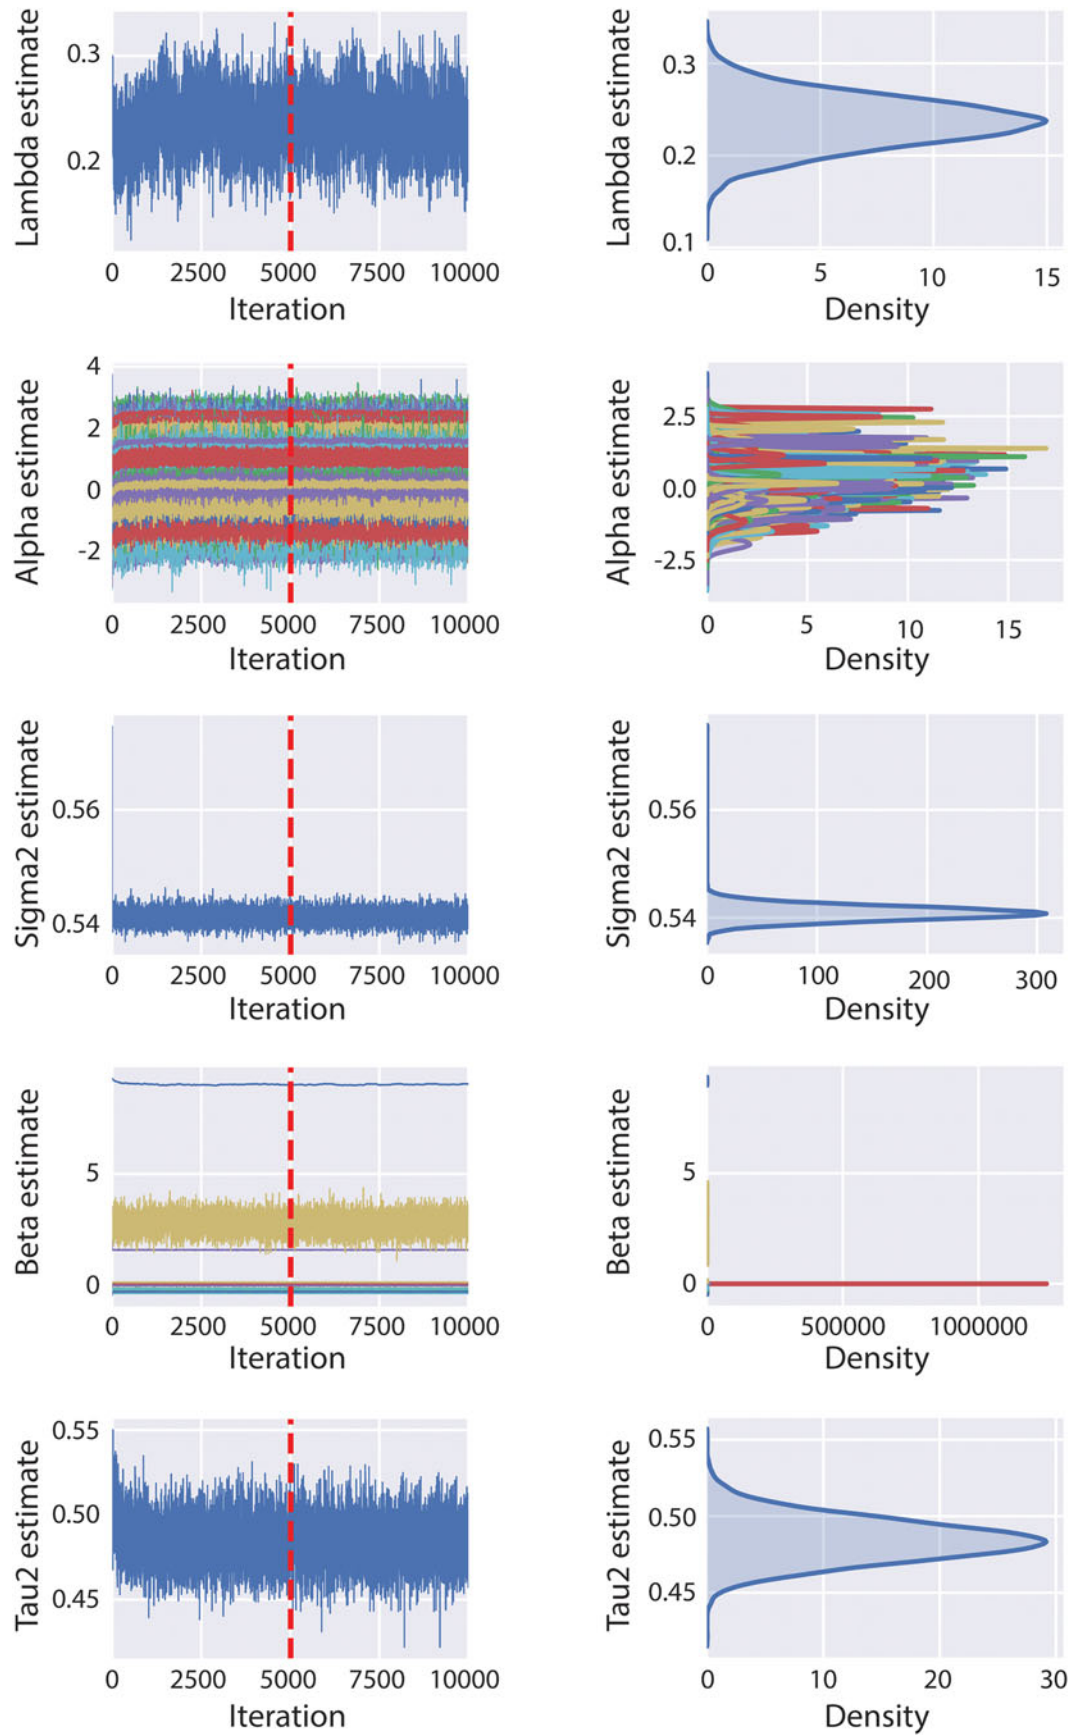 Lambda estimate
0.3
0.2
0 2500 5000 7500 10000
Iteration
Lambda estimate
0.3
0.2
0.1
0 5 10 15
Density
Alpha estimate
4
2
0
-2
0 2500 5000 7500 10000
Iteration
Alpha estimate
2.5
0.0
-2.5
0 5 10 15
Density
Sigma2 estimate
0.56
0.54
0 2500 5000 7500 10000
Iteration
Sigma2 estimate
0.56
0.54
0 100 200 300
Density
Beta estimate
5
0
0 2500 5000 7500 10000
Iteration
Beta estimate
5
0
0 500000 1000000
Density
Tau2 estimate
0.55
0.50
0.45
0 2500 5000 7500 10000
Iteration
Tau2 estimate
0.55
0.50
0.45
0 10 20 30
Density